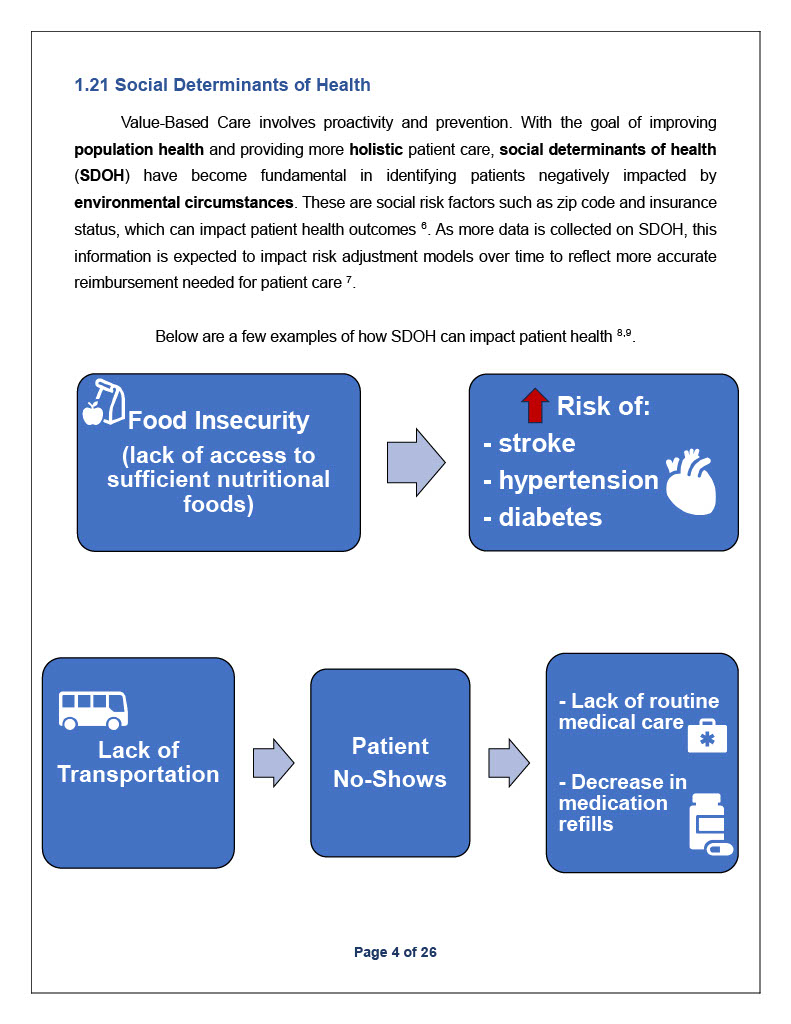 1.21 Social Determinants of Health
Value-Based Care involves proactivity and prevention. With the goal of improving
population health and providing more holistic patient care, social determinants of health
(SDOH) have become fundamental in identifying patients negatively impacted by
environmental circumstances. These are social risk factors such as zip code and insurance
status, which can impact patient health outcomes ⁶. As more data is collected on SDOH, this
information is expected to impact risk adjustment models over time to reflect more accurate
reimbursement needed for patient care ⁷.
Below are a few examples of how SDOH can impact patient health ⁸,⁹.
Food Insecurity
(lack of access to
sufficient nutritional
foods)
Risk of:
- stroke
- hypertension
- diabetes
Lack of
Transportation
Patient
No-Shows
- Lack of routine
medical care
- Decrease in
medication
refills
Page 4 of 26